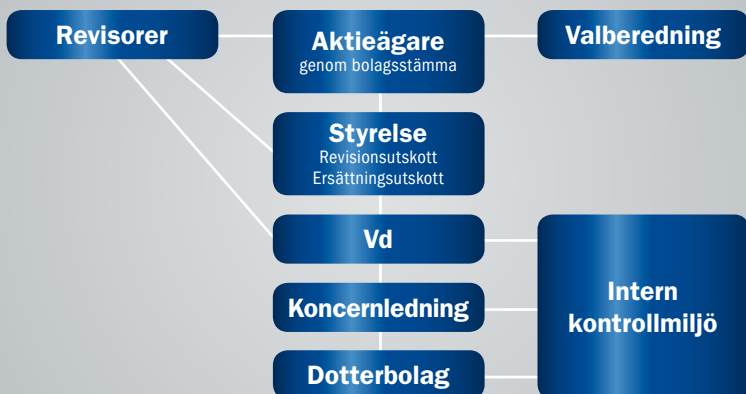 Revisorer
Aktieägare
genom bolagsstämma
Valberedning
Styrelse
Revisionsutskott
Ersättningsutskott
Vd
Koncernledning
Dotterbolag
Intern
kontrollmiljö